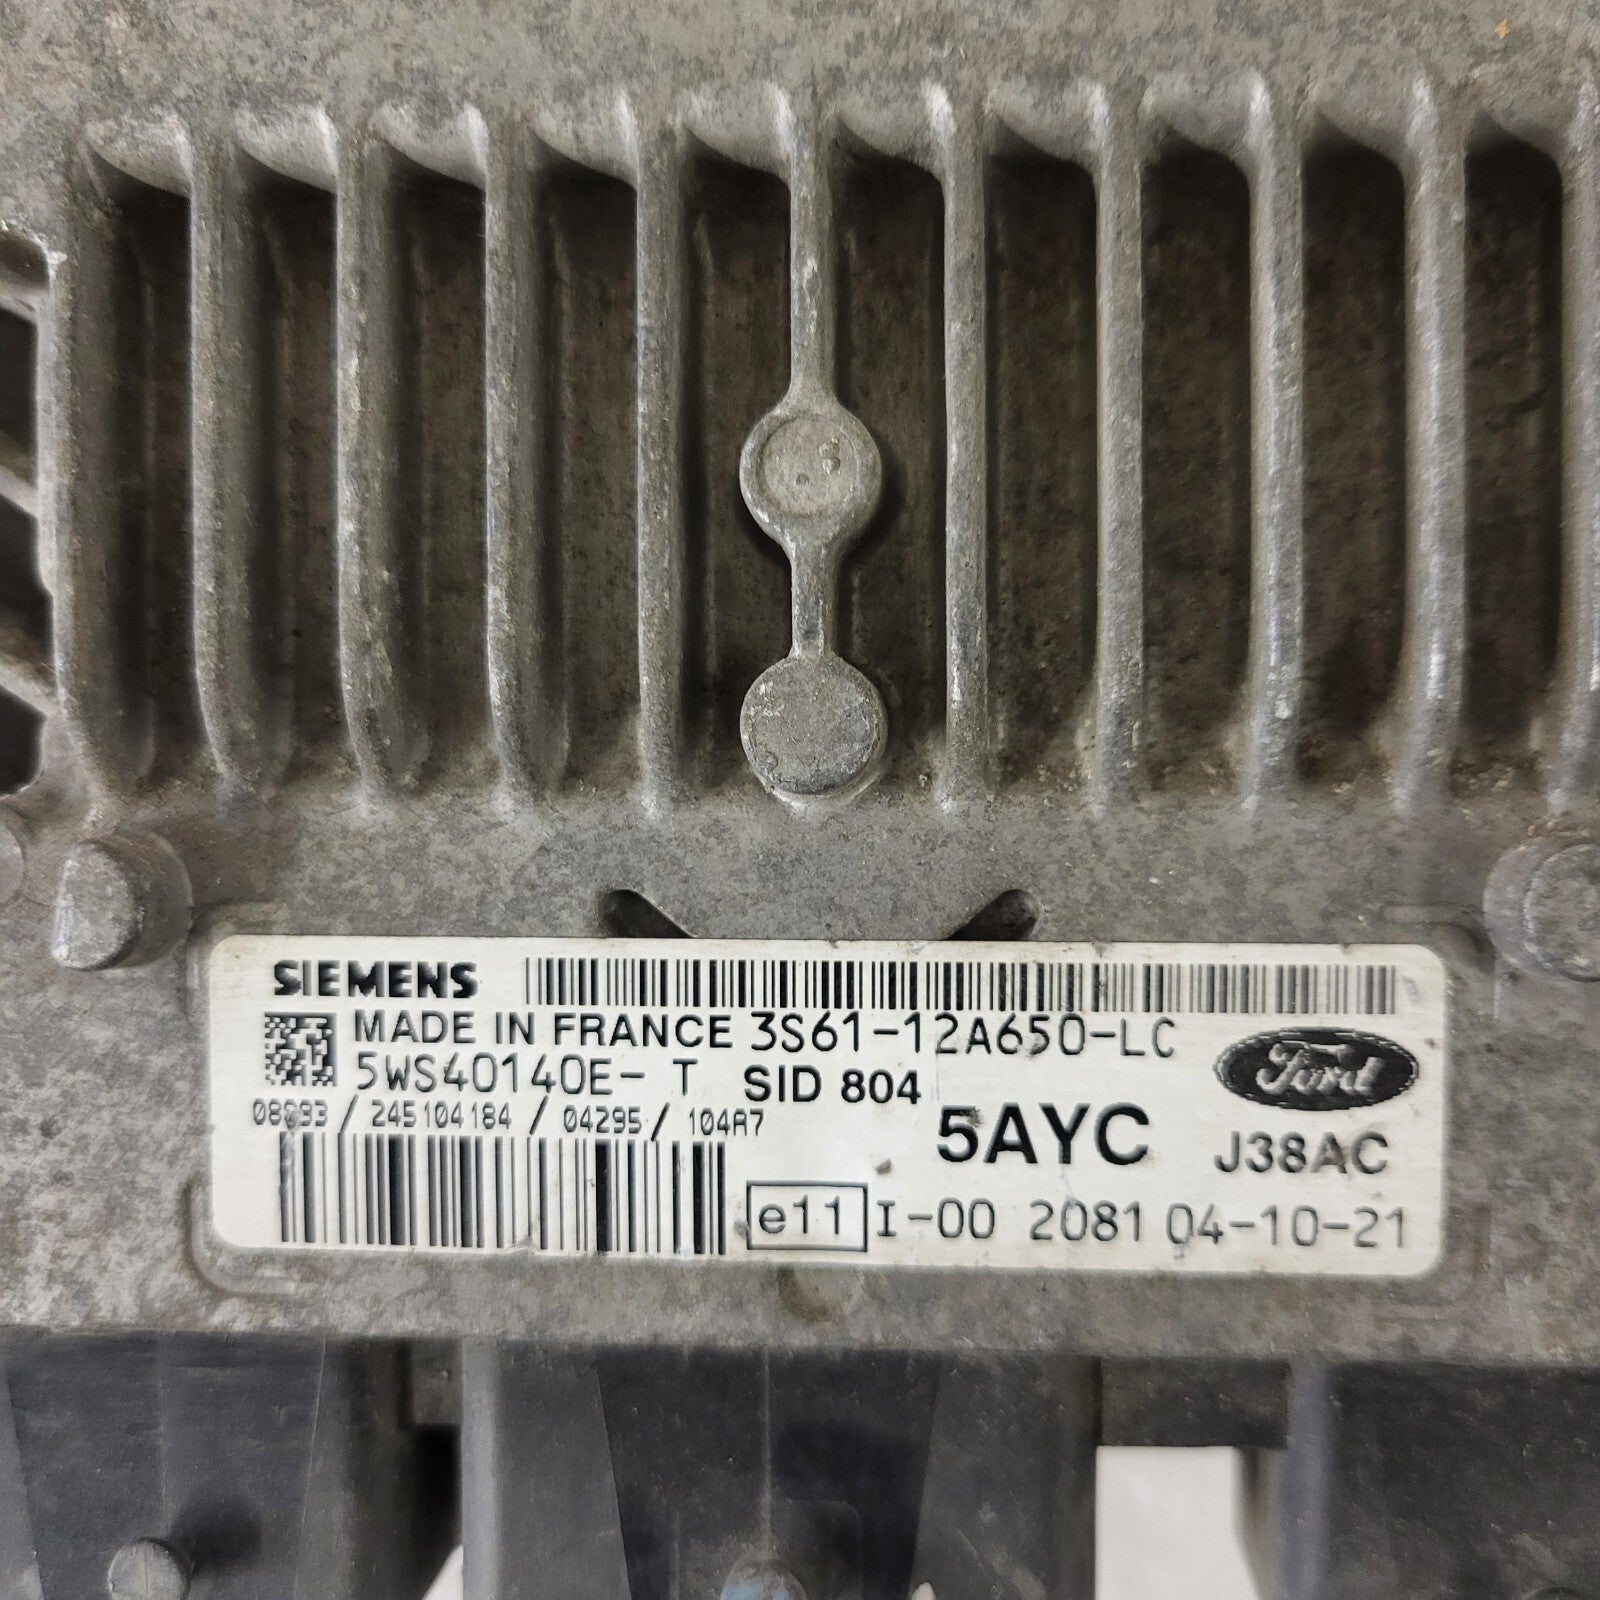 SIEMENS
MADE IN FRANCE 3S61-12A650-LC
5WS40140E- T SID 804
Ford
/ 245104184 / 04295 / 104A7
5AYC J38AC
e11 I-00 2081 04-10-21